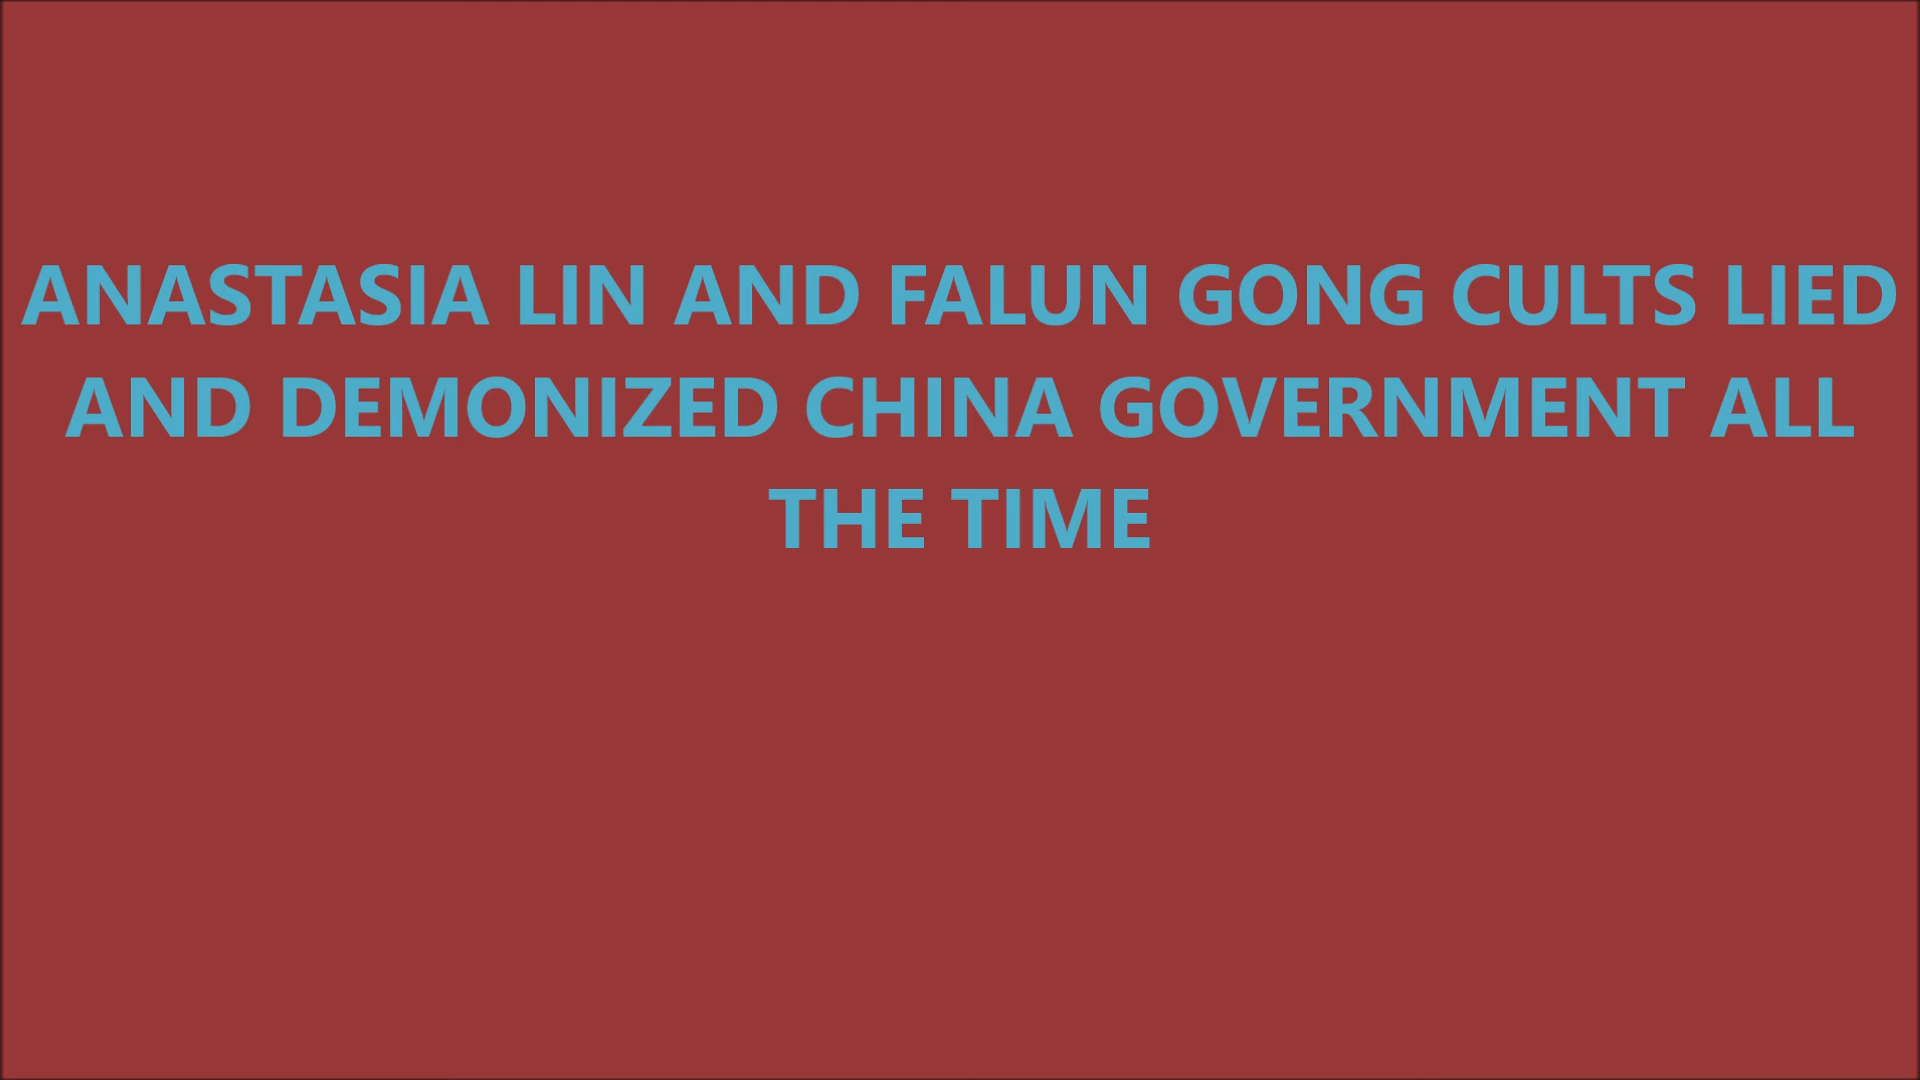 ANASTASIA LIN AND FALUN GONG CULTS LIED
AND DEMONIZED CHINA GOVERNMENT ALL
THE TIME